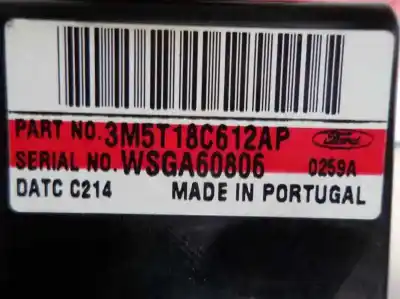 PART NO. 3M5T18C612AP Ford
SERIAL NO. WSGA60806 0259A
DATC C214 MADE IN PORTUGAL